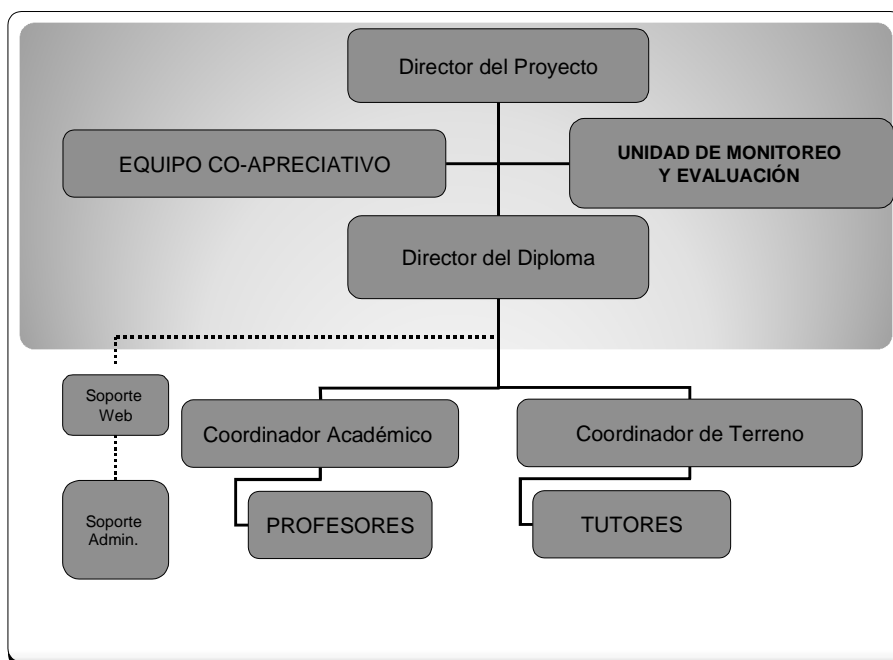 Director del Proyecto
EQUIPO CO-APRECIATIVO
UNIDAD DE MONITOREO
Y EVALUACIÓN
Director del Diploma
Soporte
Web
Coordinador Académico
Coordinador de Terreno
Soporte
Admin.
PROFESORES
TUTORES